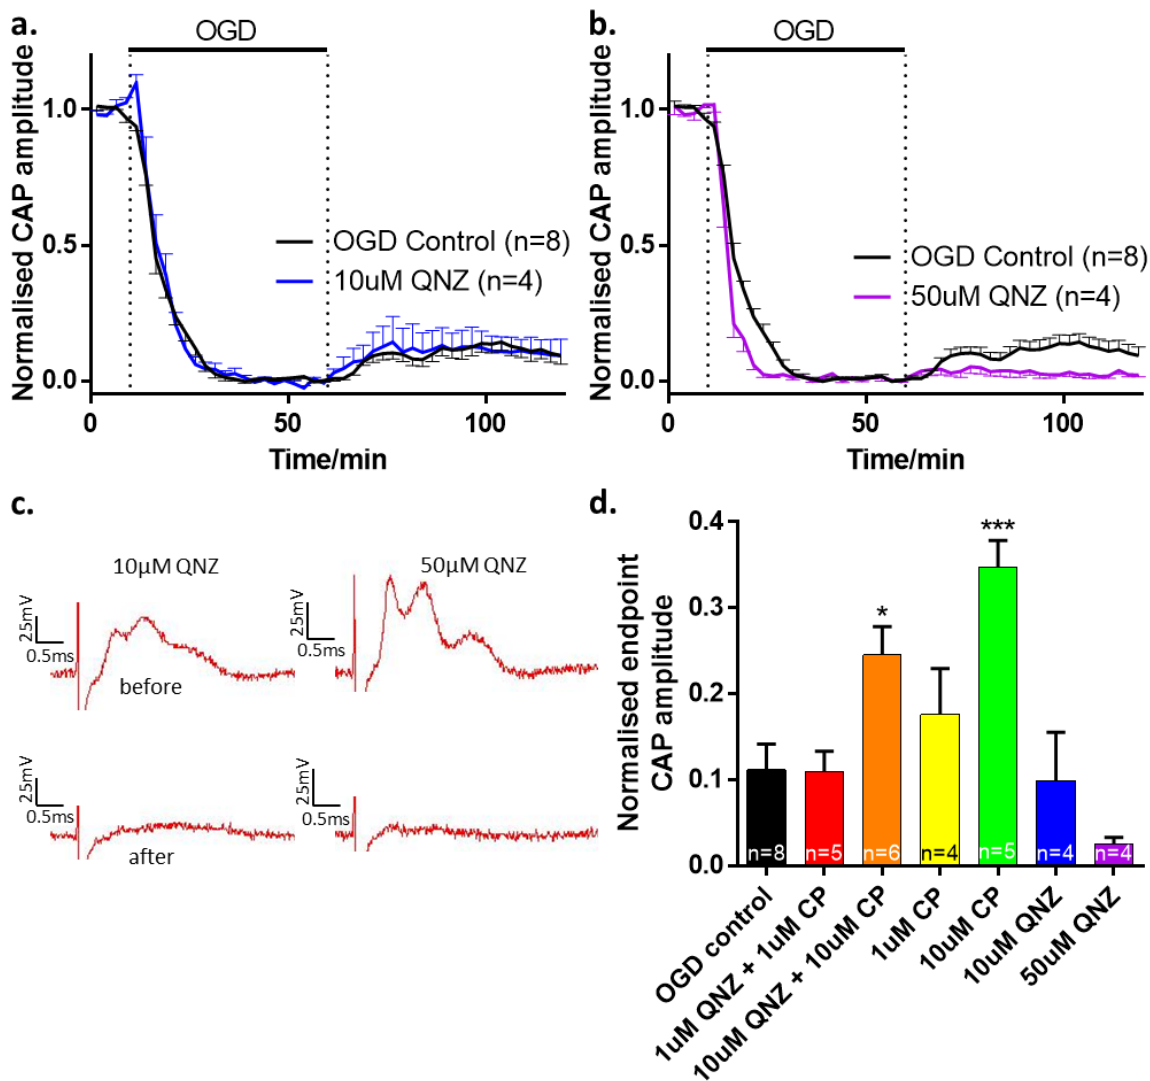 a.
OGD
Normalised CAP amplitude
1.0
0.5
0.0
OGD Control (n=8)
10uM QNZ (n=4)
0
50
100
Time/min
b.
OGD
Normalised CAP amplitude
1.0
0.5
0.0
OGD Control (n=8)
50uM QNZ (n=4)
0
50
100
Time/min
c.
10µM QNZ
25mV
0.5ms
before
50µM QNZ
25mV
0.5ms
25mV
0.5ms
after
25mV
0.5ms
d.
Normalised endpoint
CAP amplitude
0.4
0.3
0.2
0.1
0.0
*
***
n=8
n=5
n=6
n=4
n=5
n=4
n=4
OGD control
1uM QNZ + 1uM CP
10uM QNZ + 10uM CP
1uM CP
10uM CP
10uM QNZ
50uM QNZ